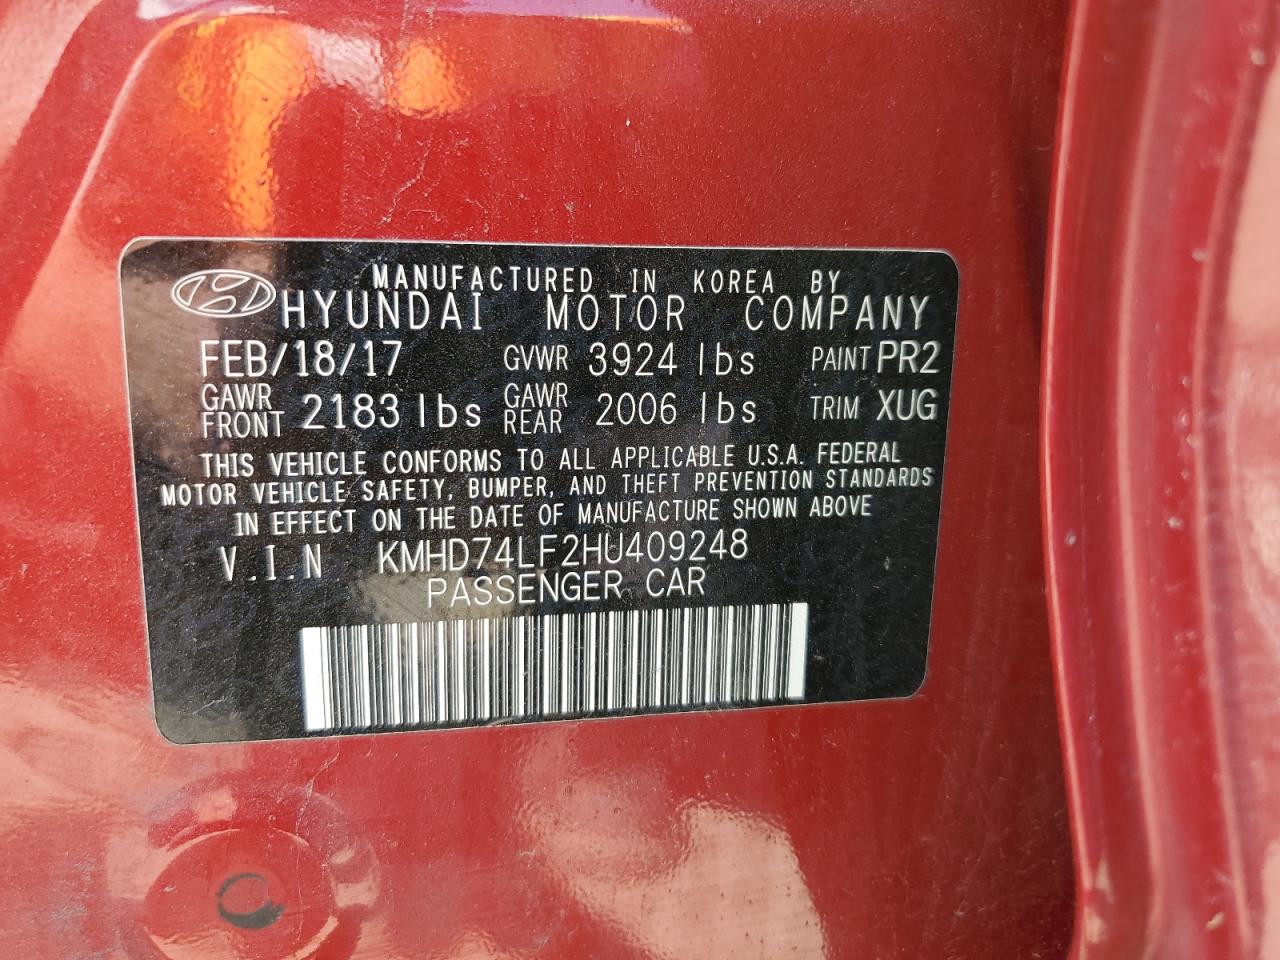 MANUFACTURED IN KOREA BY
HYUNDAI MOTOR COMPANY
FEB/18/17 GVWR 3924 lbs PAINT PR2
GAWR FRONT 2183 lbs GAWR REAR 2006 lbs TRIM XUG
THIS VEHICLE CONFORMS TO ALL APPLICABLE U.S.A. FEDERAL
MOTOR VEHICLE SAFETY, BUMPER, AND THEFT PREVENTION STANDARDS
IN EFFECT ON THE DATE OF MANUFACTURE SHOWN ABOVE
V.I.N KMHD74LF2HU409248
PASSENGER CAR